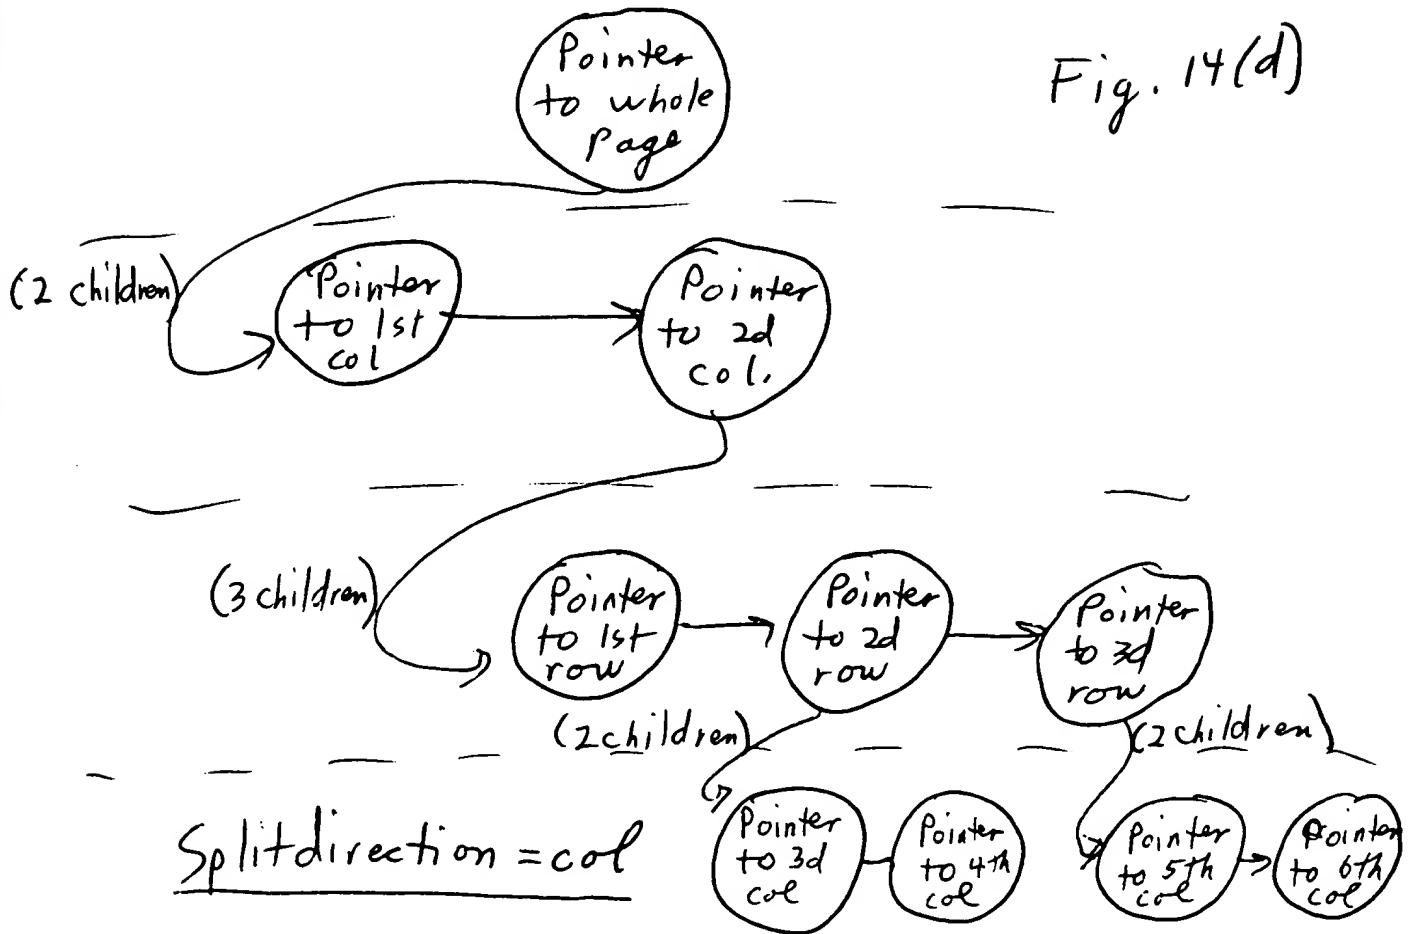 Pointer
to whole
page
Fig. 14(d)
(2 children)
Pointer
to 1st
col
Pointer
to 2d
col.
(3 children)
Pointer
to 1st
row
Pointer
to 2d
row
Pointer
to 3d
row
(2 children)
(2 children)
Splitdirection = col
Pointer
to 3d
col
Pointer
to 4th
col
Pointer
to 5th
col
Pointer
to 6th
col